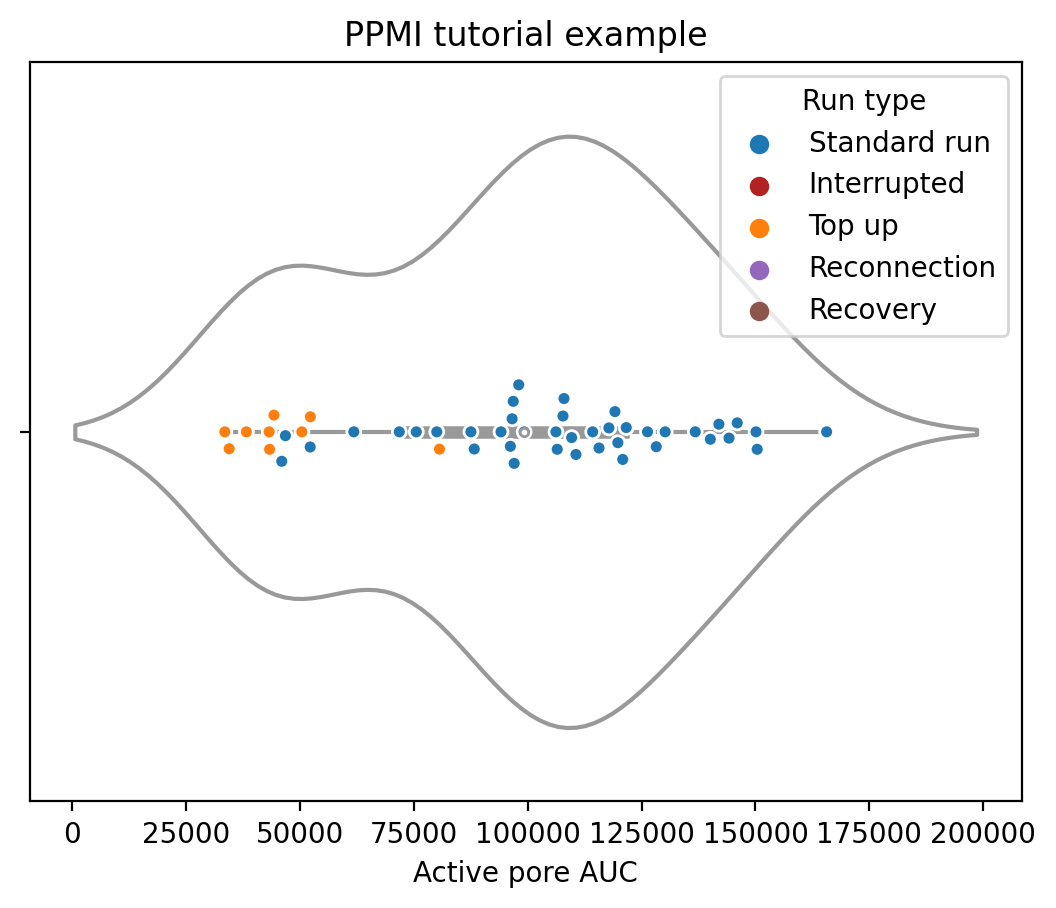 PPMI tutorial example
Run type
Standard run
Interrupted
Top up
Reconnection
Recovery
0 25000 50000 75000 100000 125000 150000 175000 200000
Active pore AUC